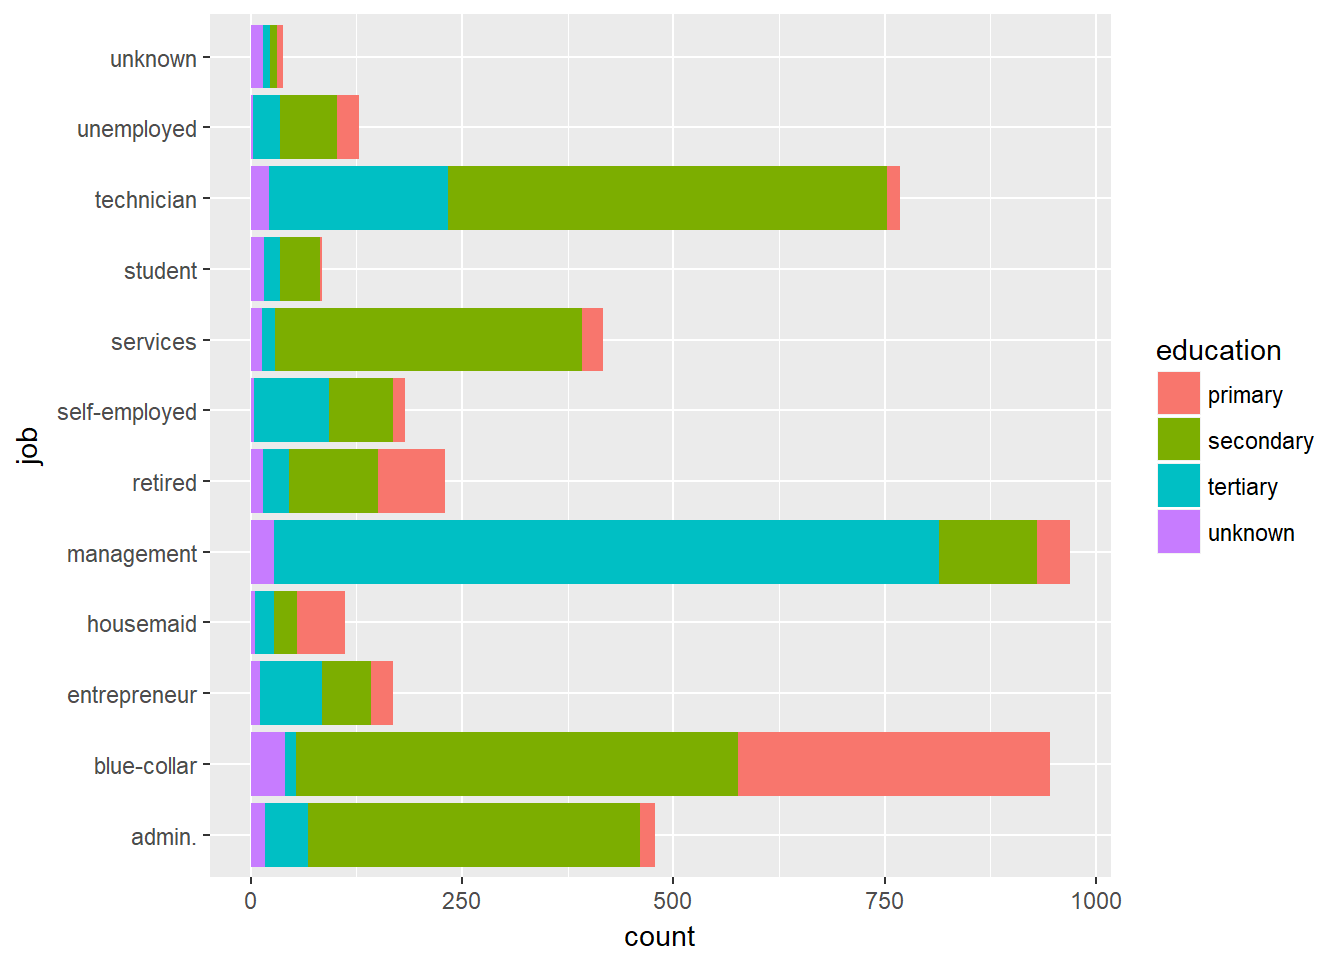 unknown
unemployed
technician
student
services
self-employed
retired
management
housemaid
entrepreneur
blue-collar
admin.
job
0 250 500 750 1000
count
education
primary
secondary
tertiary
unknown